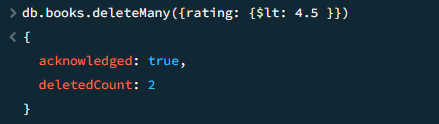 > db.books.deleteMany({rating: {$lt: 4.5 }})
< {
acknowledged: true,
deletedCount: 2
}